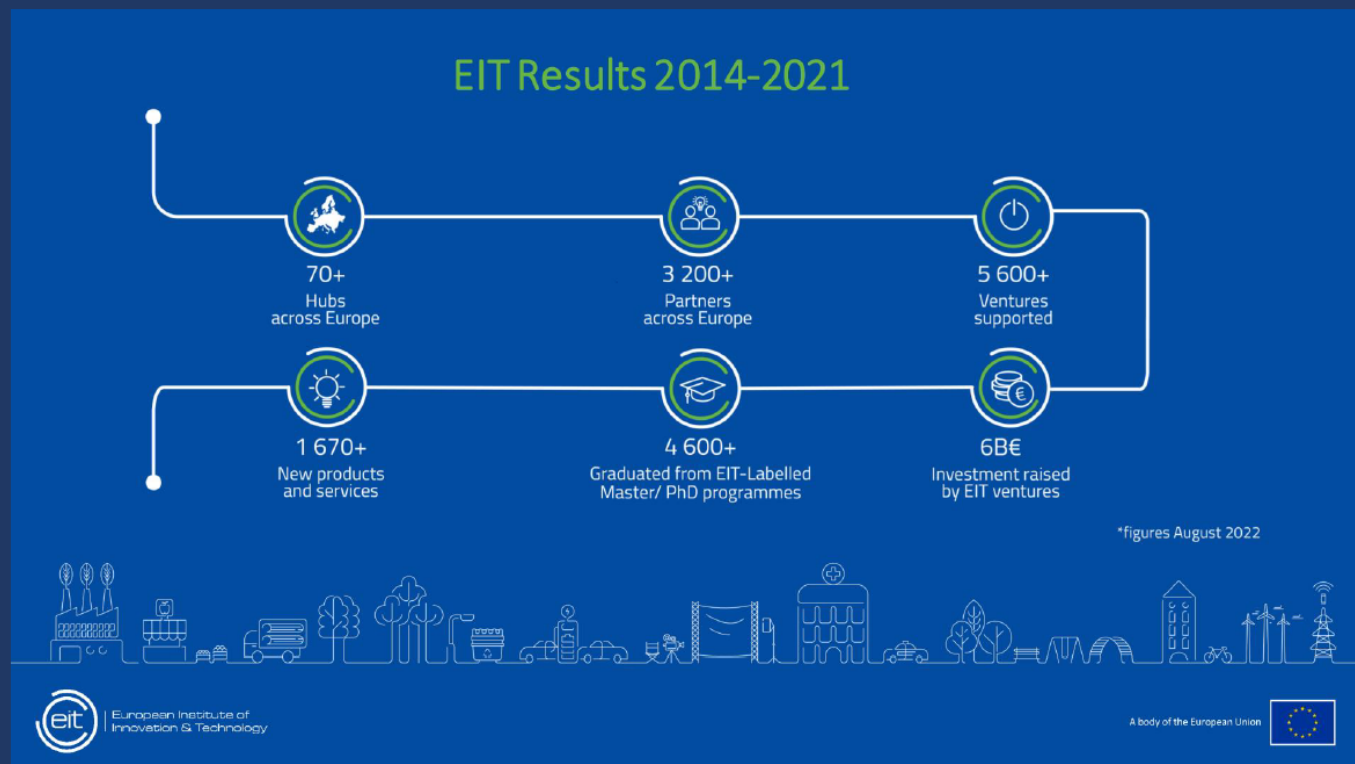 EIT Results 2014-2021
70+
Hubs
across Europe
3 200+
Partners
across Europe
5 600+
Ventures
supported
1 670+
New products
and services
4 600+
Graduated from EIT-Labelled
Master/ PhD programmes
6B€
Investment raised
by EIT ventures
*figures August 2022
eit
European Institute of
Innovation & Technology
A body of the European Union